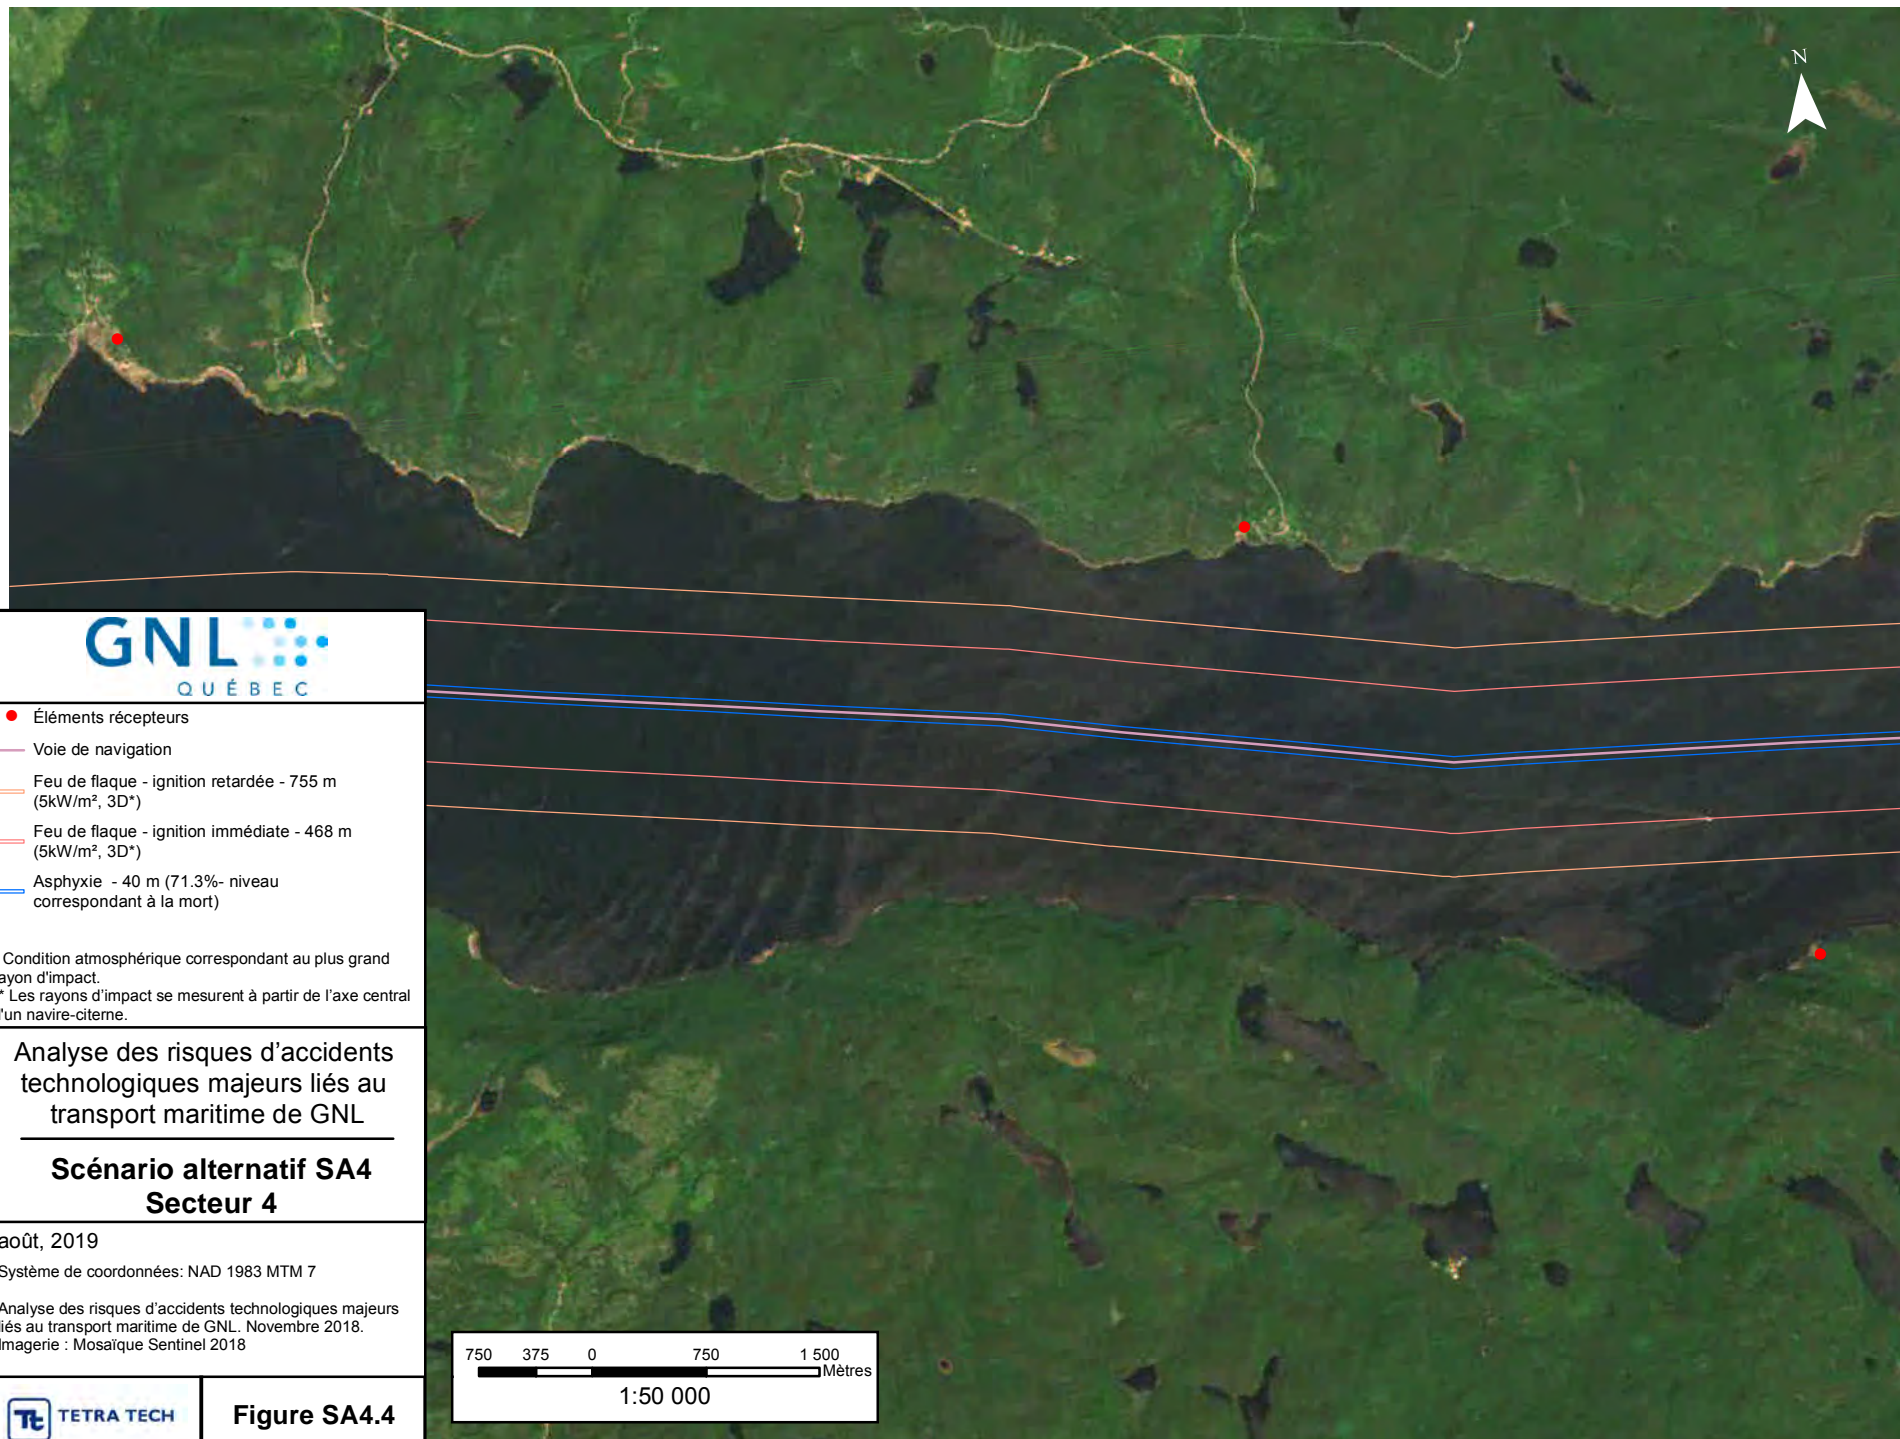 N
GNL
QUÉBEC
Éléments récepteurs
Voie de navigation
Feu de flaque - ignition retardée - 755 m
(5kW/m², 3D*)
Feu de flaque - ignition immédiate - 468 m
(5kW/m², 3D*)
Asphyxie - 40 m (71.3%- niveau
correspondant à la mort)
Condition atmosphérique correspondant au plus grand
ayon d'impact.
* Les rayons d'impact se mesurent à partir de l'axe central
'un navire-citerne.
Analyse des risques d'accidents
technologiques majeurs liés au
transport maritime de GNL
Scénario alternatif SA4
Secteur 4
août, 2019
Système de coordonnées: NAD 1983 MTM 7
Analyse des risques d'accidents technologiques majeurs
liés au transport maritime de GNL. Novembre 2018.
Imagerie : Mosaïque Sentinel 2018
750 375 0 750 1 500
Mètres
1:50 000
Tt TETRA TECH
Figure SA4.4